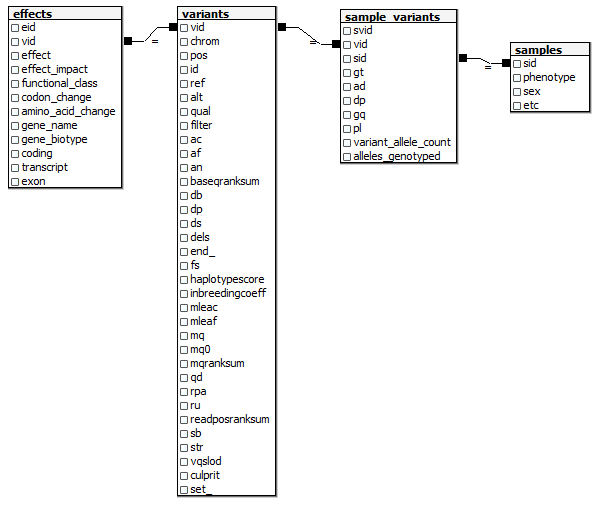 effects
eid
vid
effect
effect_impact
functional_class
codon_change
amino_acid_change
gene_name
gene_biotype
coding
transcript
exon
=
variants
vid
chrom
pos
id
ref
alt
qual
filter
ac
af
an
baseqranksum
db
dp
ds
dels
end_
fs
haplotypescore
inbreedingcoeff
mleac
mleaf
mq
mq0
mqranksum
qd
rpa
ru
readposranksum
sb
str
vqslod
culprit
set_
=
sample_variants
svid
vid
sid
gt
ad
dp
gq
pl
variant_allele_count
alleles_genotyped
=
samples
sid
phenotype
sex
etc